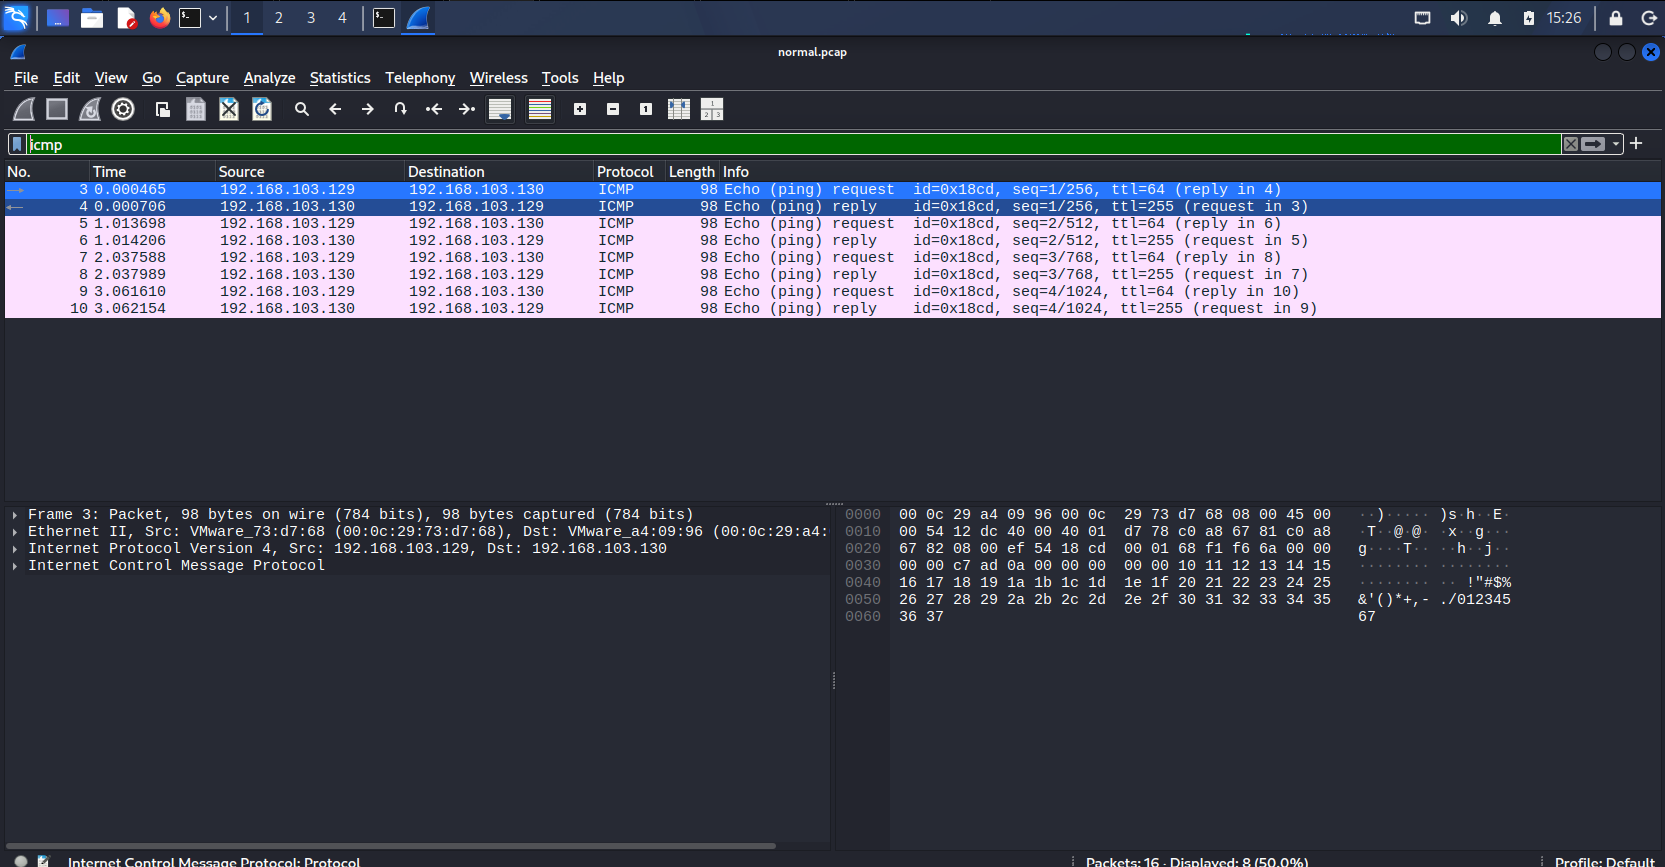 1 2 3 4 15:26
normal.pcap
File Edit View Go Capture Analyze Statistics Telephony Wireless Tools Help
icmp
No. Time Source Destination Protocol Length Info
3 0.000465 192.168.103.129 192.168.103.130 ICMP 98 Echo (ping) request id=0x18cd, seq=1/256, ttl=64 (reply in 4)
4 0.000706 192.168.103.130 192.168.103.129 ICMP 98 Echo (ping) reply id=0x18cd, seq=1/256, ttl=255 (request in 3)
5 1.013698 192.168.103.129 192.168.103.130 ICMP 98 Echo (ping) request id=0x18cd, seq=2/512, ttl=64 (reply in 6)
6 1.014206 192.168.103.130 192.168.103.129 ICMP 98 Echo (ping) reply id=0x18cd, seq=2/512, ttl=255 (request in 5)
7 2.037588 192.168.103.129 192.168.103.130 ICMP 98 Echo (ping) request id=0x18cd, seq=3/768, ttl=64 (reply in 8)
8 2.037989 192.168.103.130 192.168.103.129 ICMP 98 Echo (ping) reply id=0x18cd, seq=3/768, ttl=255 (request in 7)
9 3.061610 192.168.103.129 192.168.103.130 ICMP 98 Echo (ping) request id=0x18cd, seq=4/1024, ttl=64 (reply in 10)
10 3.062154 192.168.103.130 192.168.103.129 ICMP 98 Echo (ping) reply id=0x18cd, seq=4/1024, ttl=255 (request in 9)
Frame 3: Packet, 98 bytes on wire (784 bits), 98 bytes captured (784 bits)
Ethernet II, Src: VMware_73:d7:68 (00:0c:29:73:d7:68), Dst: VMware_a4:09:96 (00:0c:29:a4:
Internet Protocol Version 4, Src: 192.168.103.129, Dst: 192.168.103.130
Internet Control Message Protocol
0000 00 0c 29 a4 09 96 00 0c 29 73 d7 68 08 00 45 00 ··)····· )s·h··E·
0010 00 54 12 dc 40 00 40 01 d7 78 c0 a8 67 81 c0 a8 ·T··@·@· ·x··g···
0020 67 82 08 00 ef 54 18 cd 00 01 68 f1 f6 6a 00 00 g····T·· ··h··j··
0030 00 00 c7 ad 0a 00 00 00 00 00 10 11 12 13 14 15 ········ ········
0040 16 17 18 19 1a 1b 1c 1d 1e 1f 20 21 22 23 24 25 ········ ·· !"#$%
0050 26 27 28 29 2a 2b 2c 2d 2e 2f 30 31 32 33 34 35 &'()*+,- ./012345
0060 36 37 67
Internet Control Message Protocol: Protocol Packets: 16 · Displayed: 8 (50.0%) Profile: Default